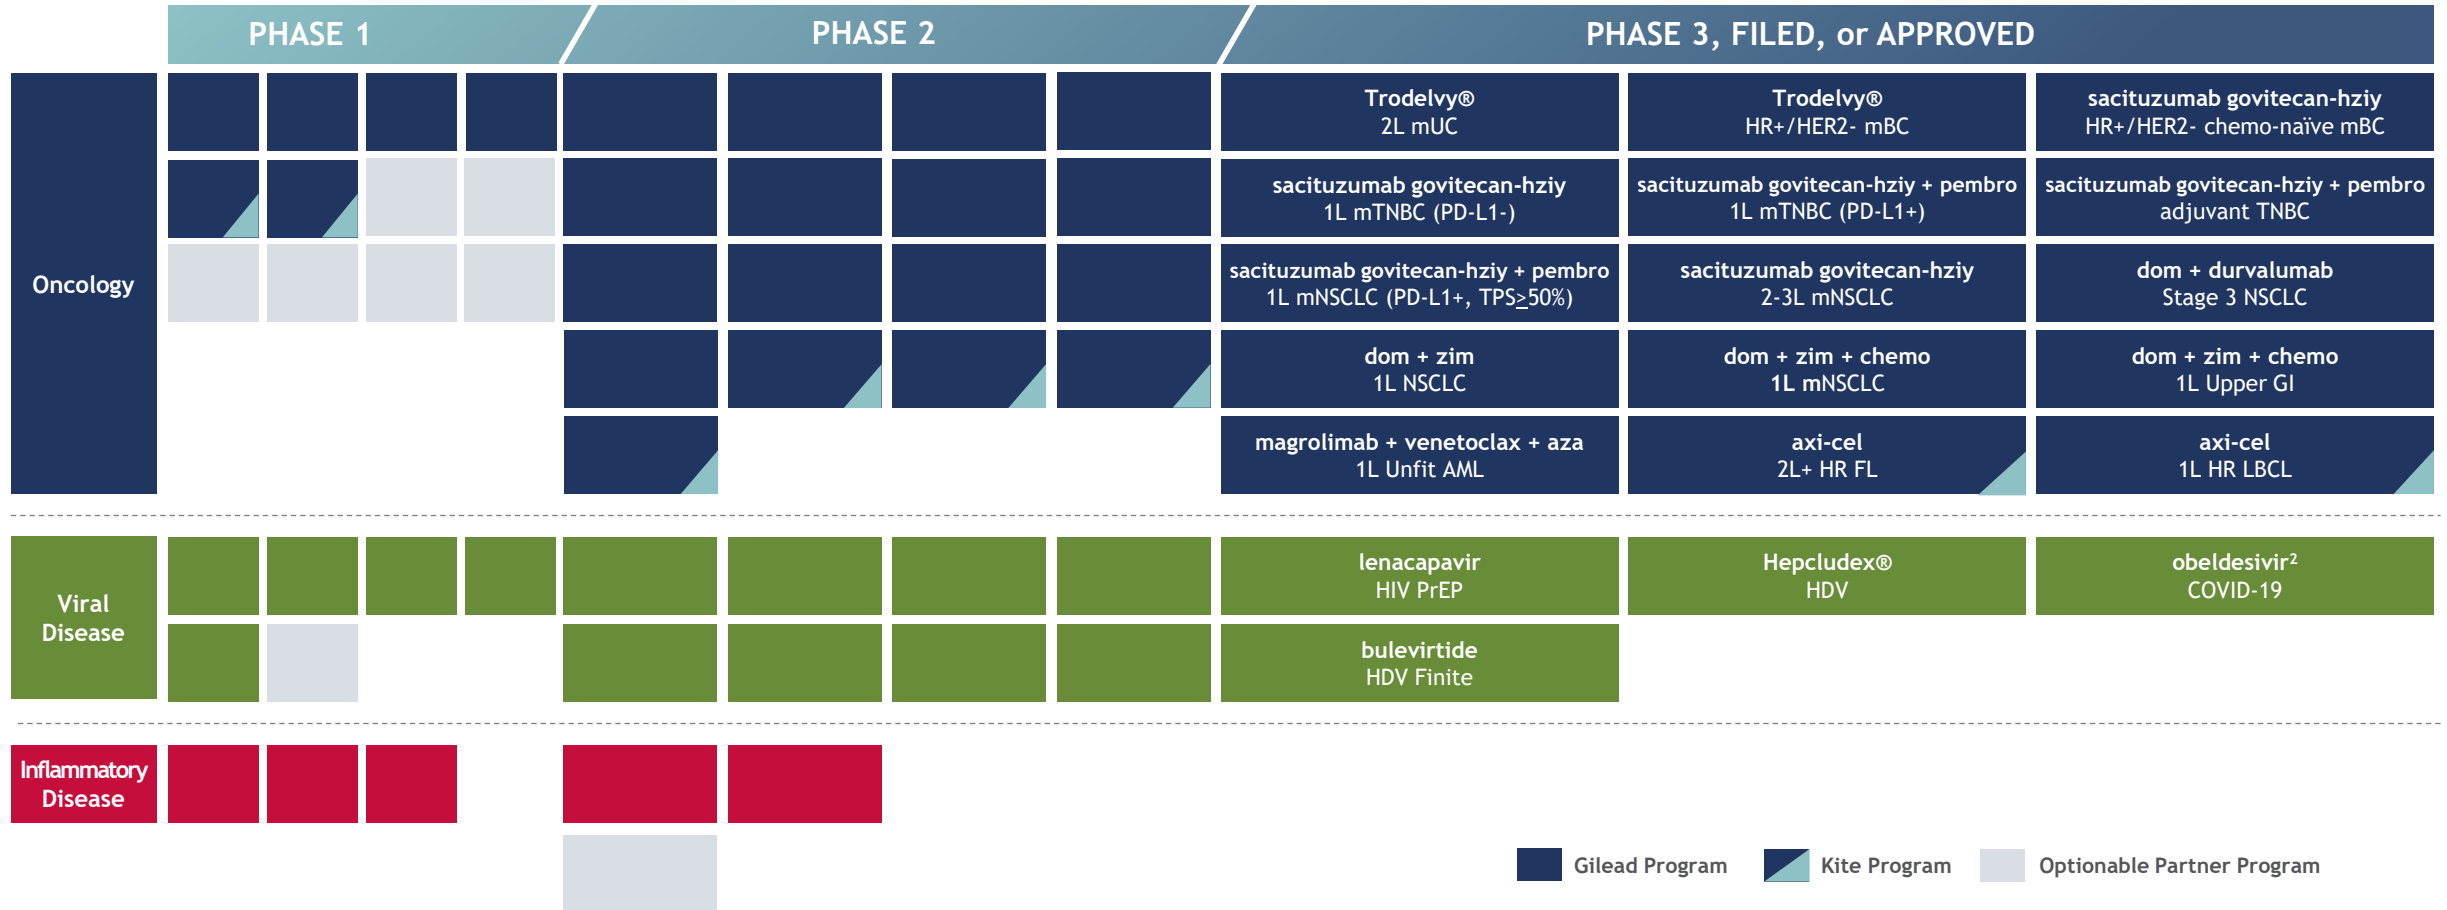 PHASE 1
PHASE 2
PHASE 3, FILED, or APPROVED
Oncology
Trodelvy®
2L mUC
Trodelvy®
HR+/HER2- mBC
sacituzumab govitecan-hziy
HR+/HER2- chemo-naïve mBC
sacituzumab govitecan-hziy
1L mTNBC (PD-L1-)
sacituzumab govitecan-hziy + pembro
1L mTNBC (PD-L1+)
sacituzumab govitecan-hziy + pembro
adjuvant TNBC
sacituzumab govitecan-hziy + pembro
1L mNSCLC (PD-L1+, TPS≥50%)
sacituzumab govitecan-hziy
2-3L mNSCLC
dom + durvalumab
Stage 3 NSCLC
dom + zim
1L NSCLC
dom + zim + chemo
1L mNSCLC
dom + zim + chemo
1L Upper GI
magrolimab + venetoclax + aza
1L Unfit AML
axi-cel
2L+ HR FL
axi-cel
1L HR LBCL
Viral
Disease
lenacapavir
HIV PrEP
Hepcludex®
HDV
obeldesivir²
COVID-19
bulevirtide
HDV Finite
Inflammatory
Disease
Gilead Program
Kite Program
Optionable Partner Program